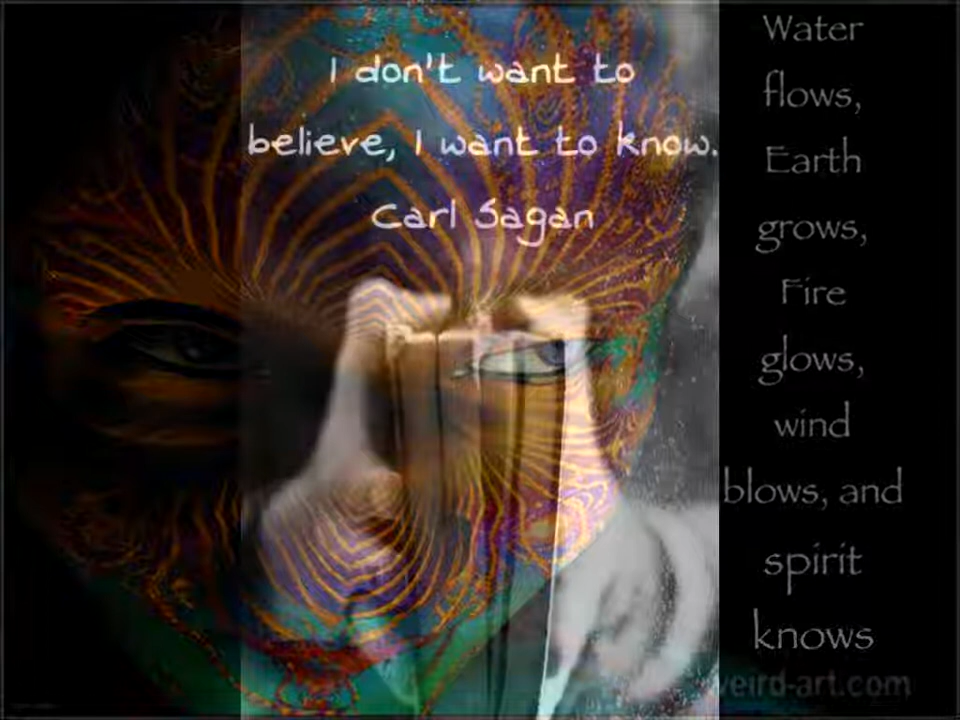 I don't want to
believe, I want to know.
Carl Sagan
Water
flows,
Earth
grows,
Fire
glows,
wind
blows, and
spirit
knows
weird-art.com